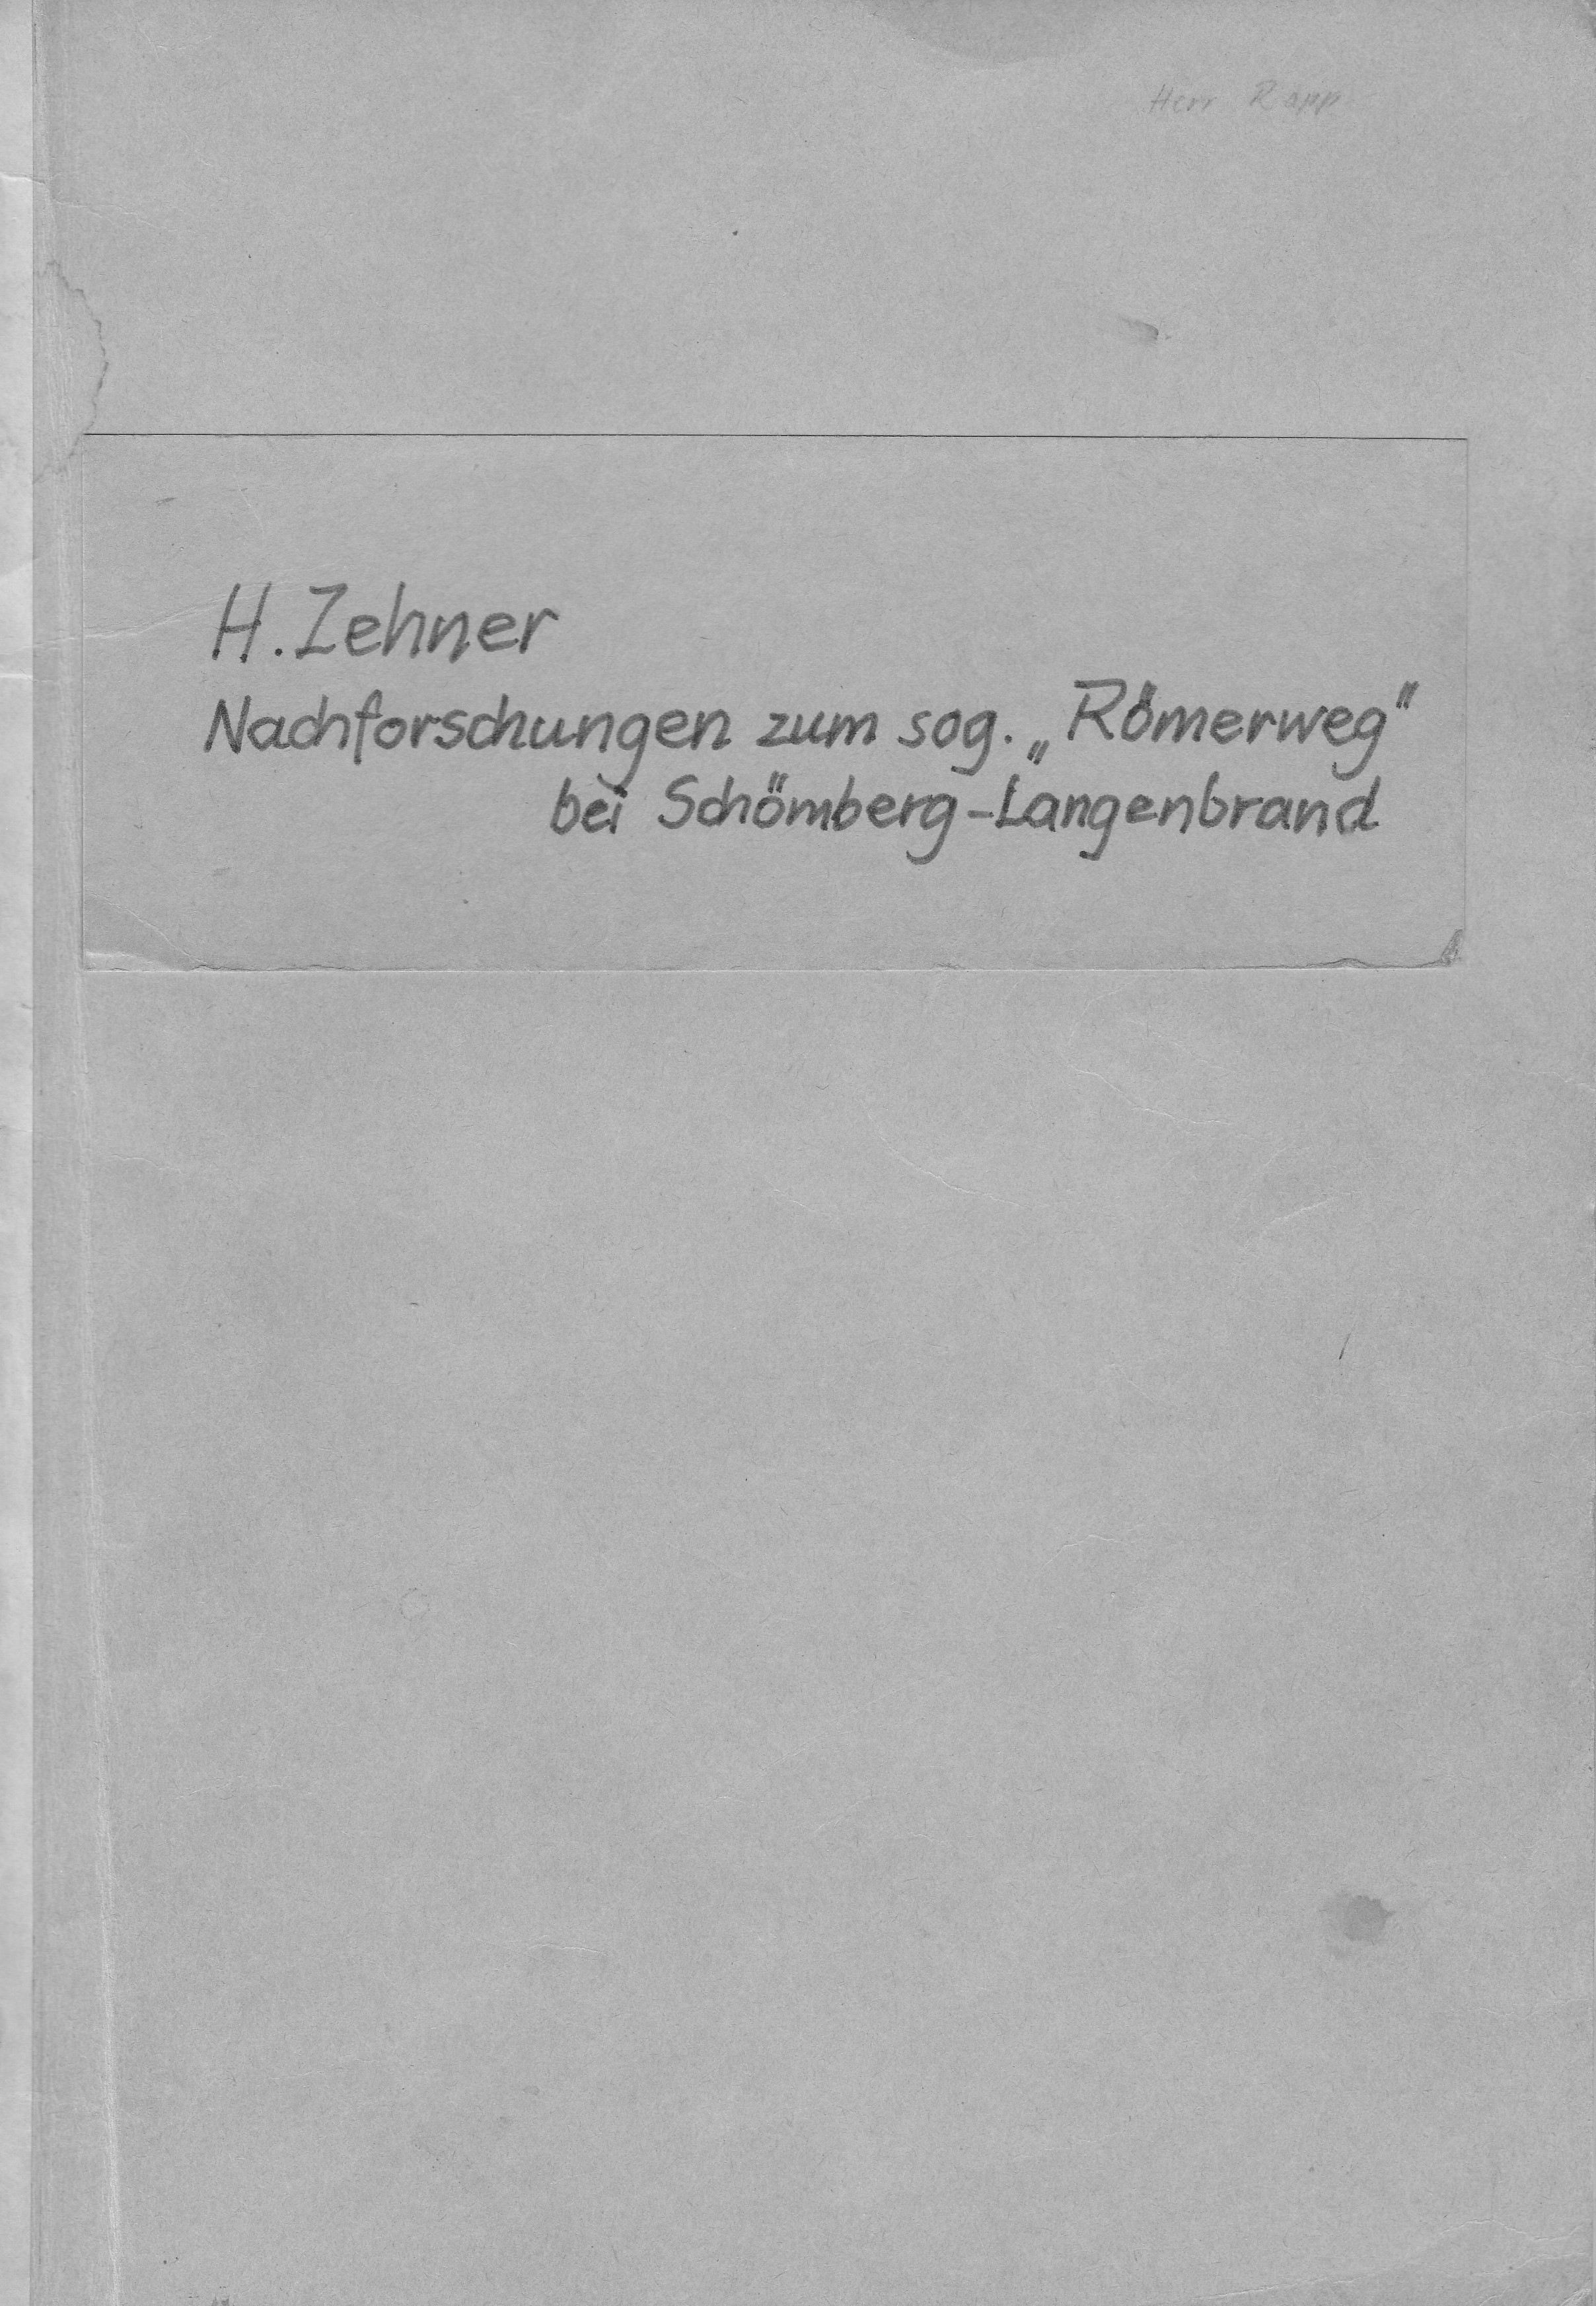 Herr Rapp
H. Zehner
Nachforschungen zum sog. „Römerweg“
bei Schömberg-Langenbrand